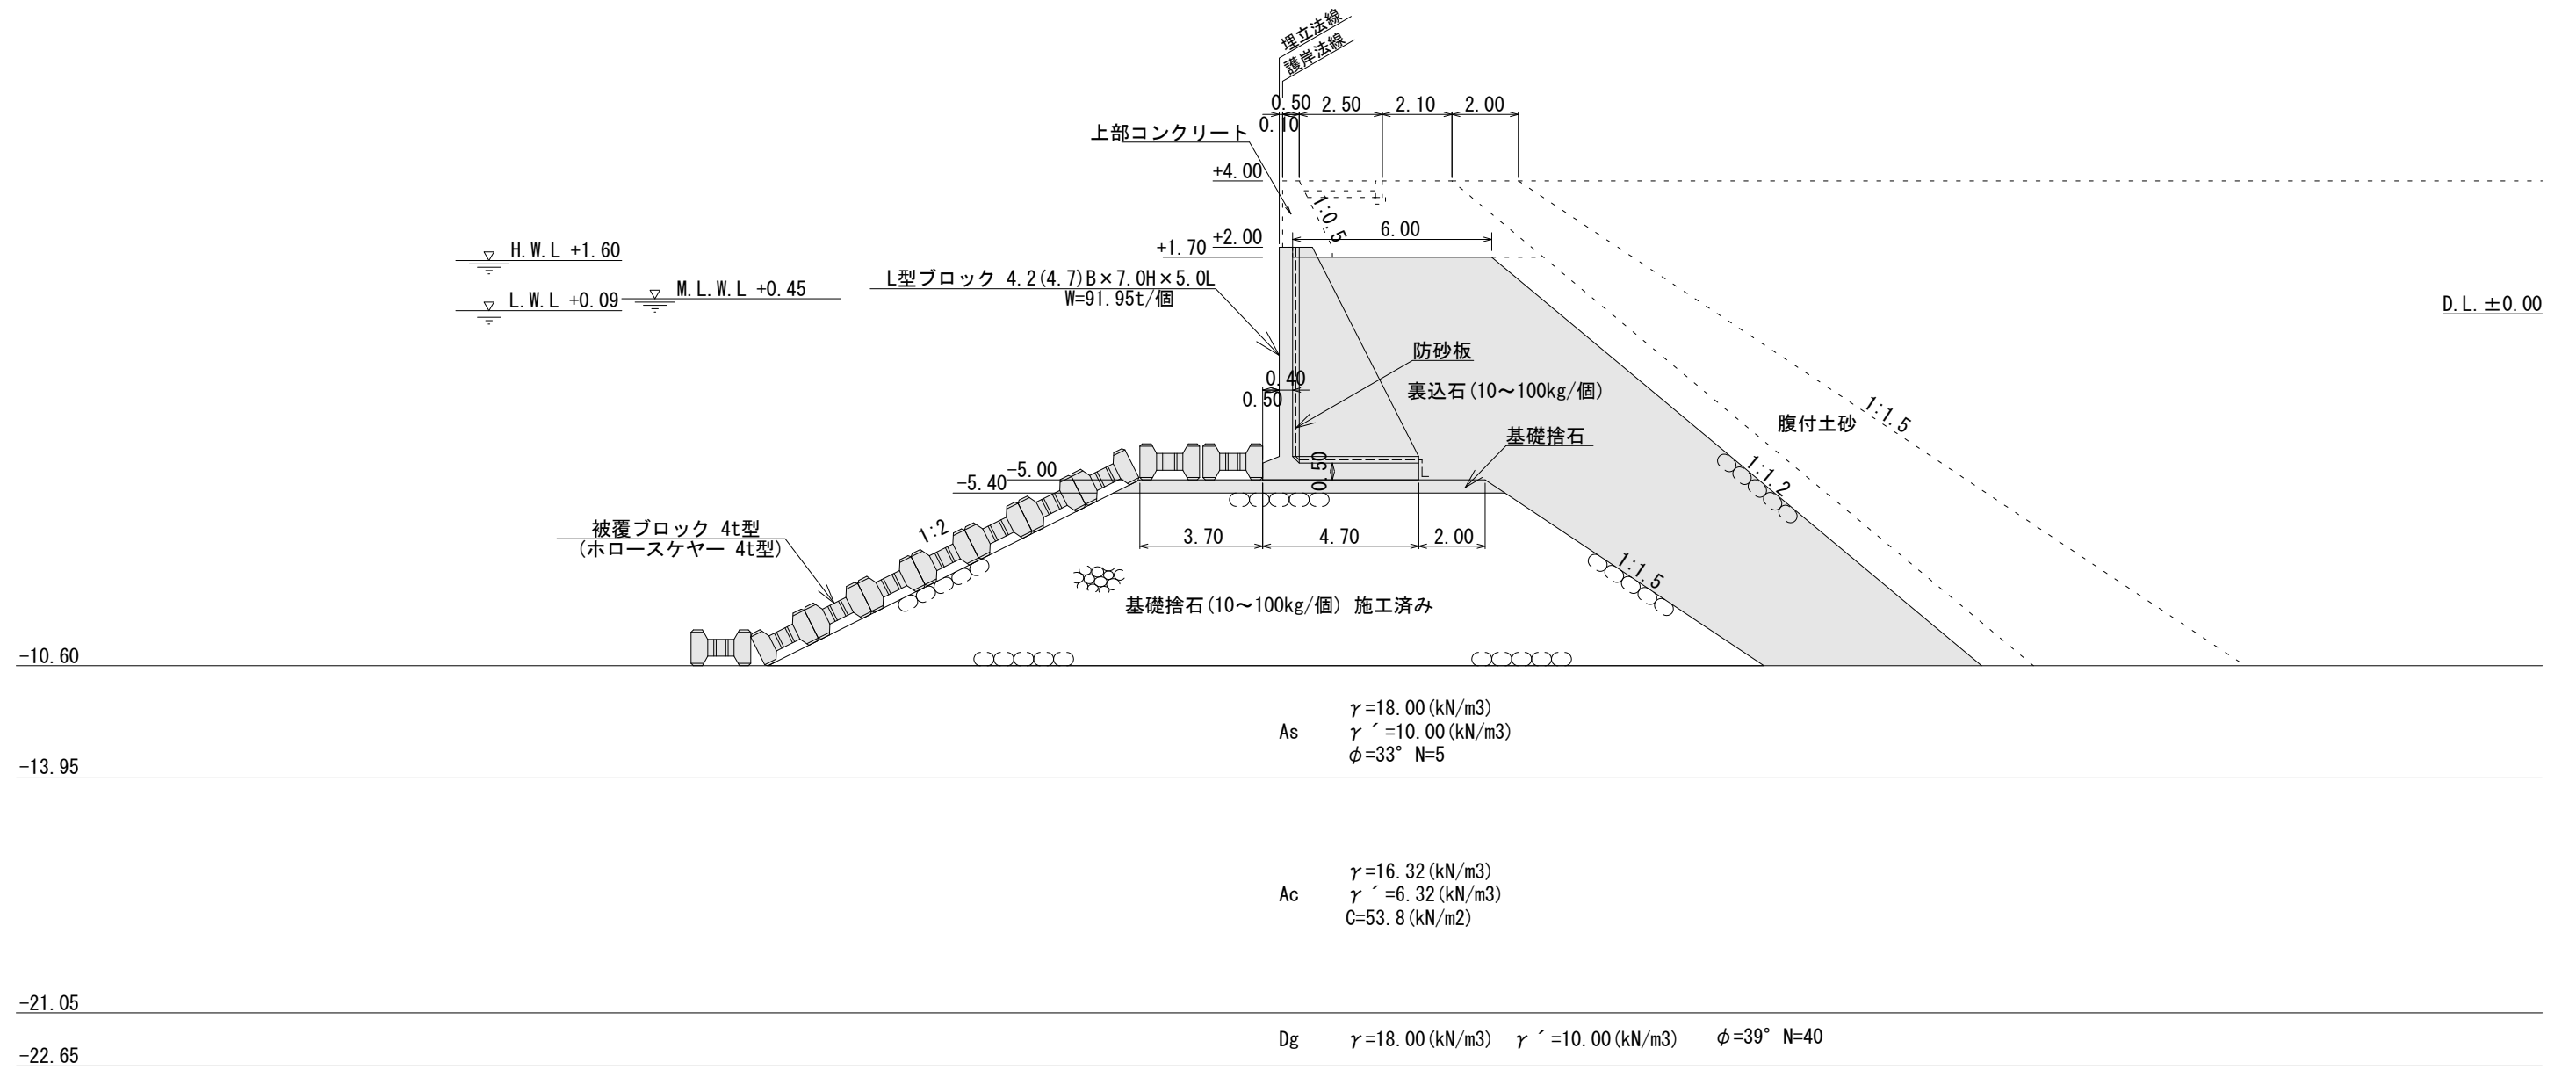 埋立法線
護岸法線
0.50
2.50
2.10
2.00
0.10
上部コンクリート
+4.00
1:0.5
6.00
+2.00
+1.70
H.W.L +1.60
M.L.W.L +0.45
L.W.L +0.09
L型ブロック 4.2(4.7)B×7.0H×5.0L
W=91.95t/個
D.L.±0.00
防砂板
0.40
0.50
裏込石(10～100kg/個)
1:1.5
腹付土砂
基礎捨石
-5.00
0.50
1:1.2
-5.40
1:2
被覆ブロック 4t型
(ホロースケヤー 4t型)
3.70
4.70
2.00
1:1.5
基礎捨石(10～100kg/個) 施工済み
-10.60
γ=18.00(kN/m3)
As
γ´=10.00(kN/m3)
φ=33° N=5
-13.95
γ=16.32(kN/m3)
Ac
γ´=6.32(kN/m3)
C=53.8(kN/m2)
-21.05
Dg γ=18.00(kN/m3) γ´=10.00(kN/m3) φ=39° N=40
-22.65